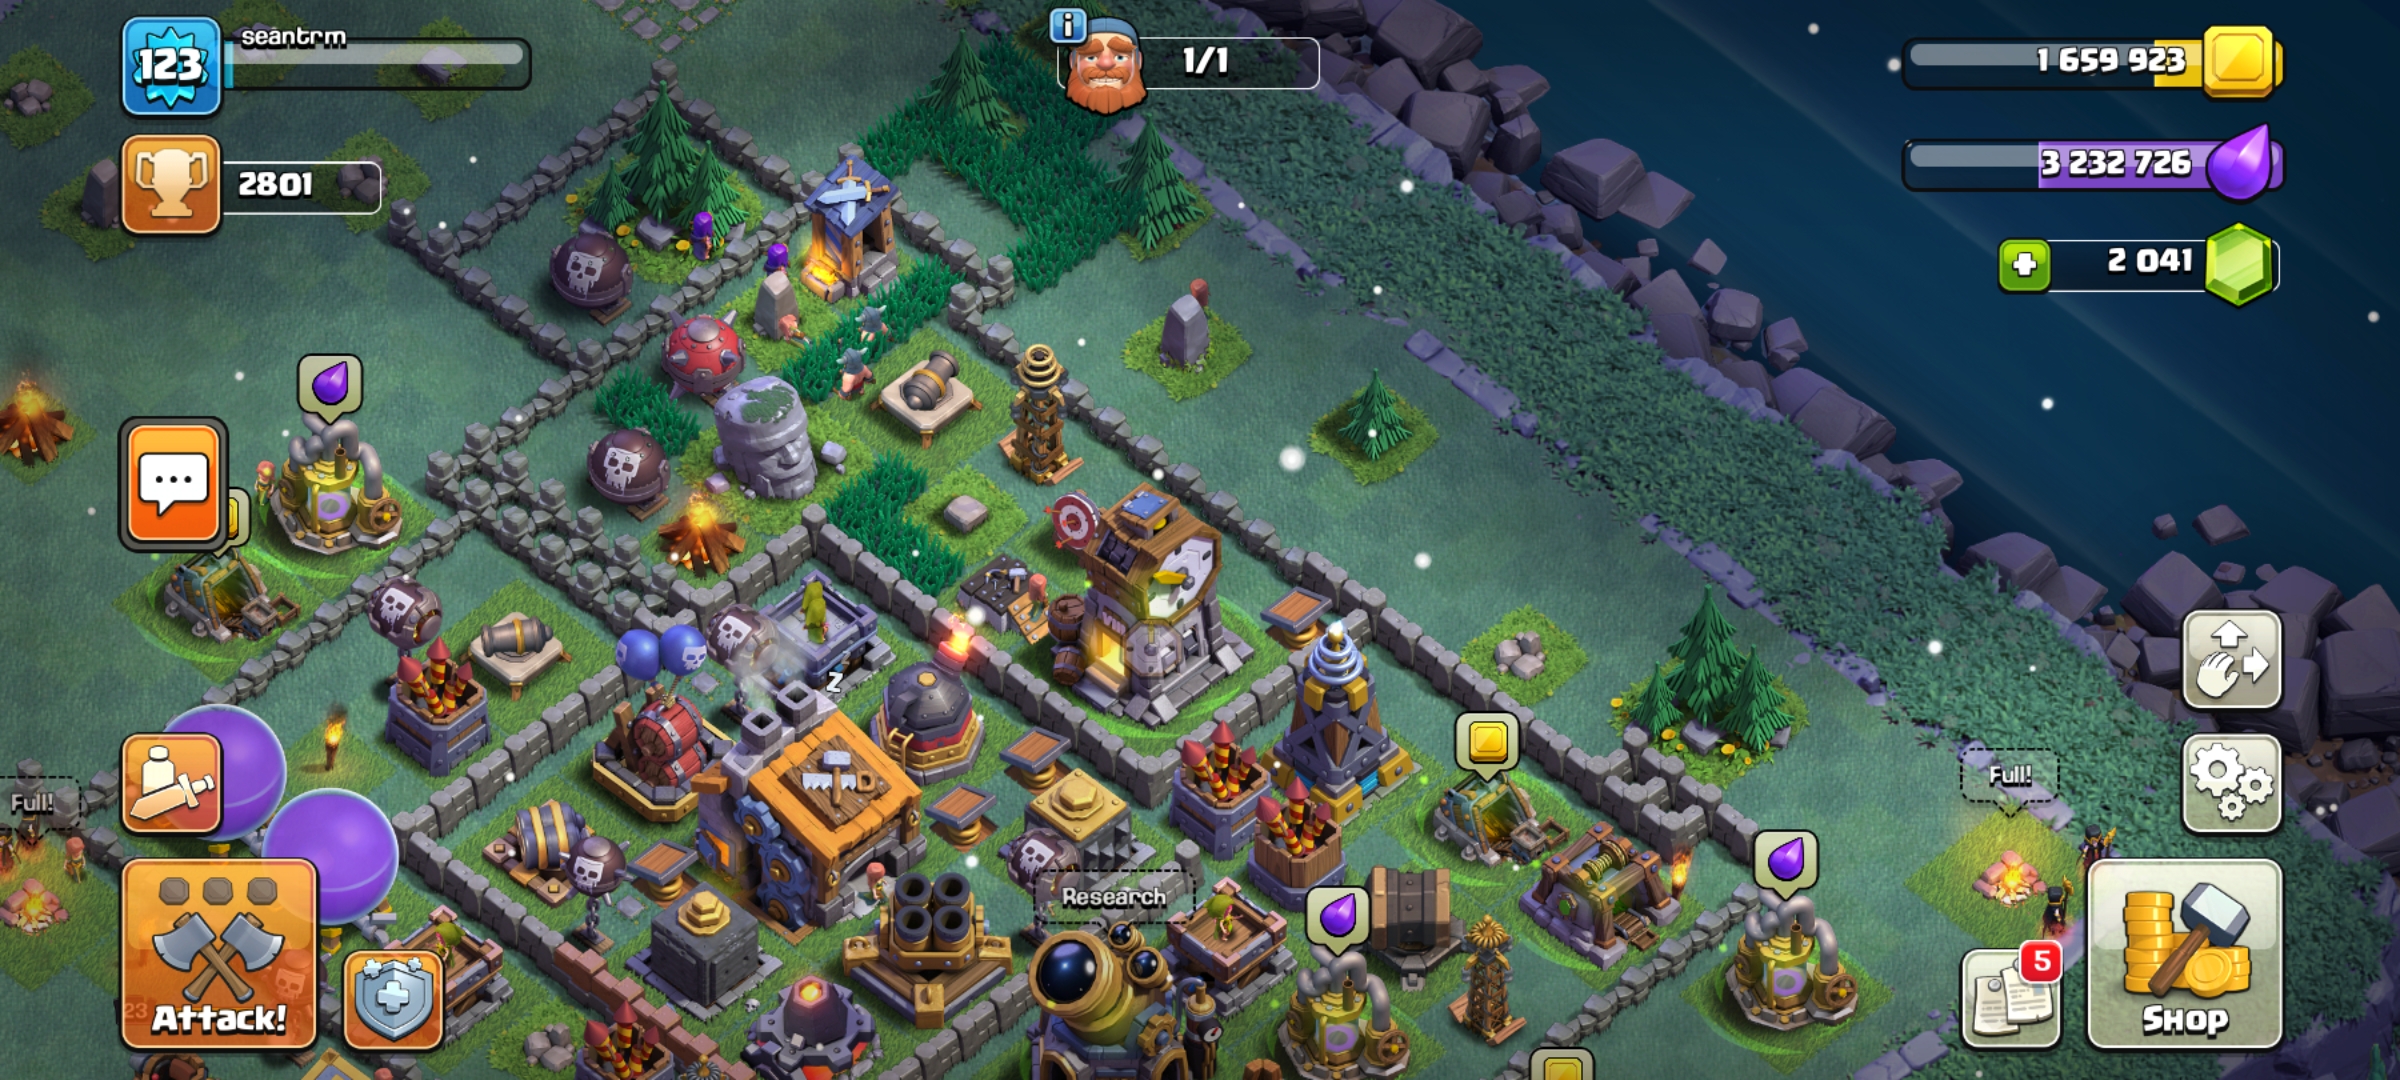 123
seantrm
1/1
1 659 923
2801
3 232 726
2 041
z
Full!
Full!
Research
5
23
Attack!
Shop